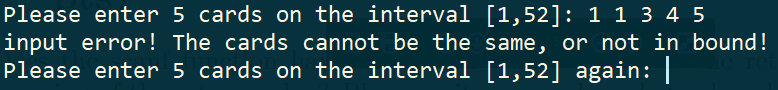 Please enter 5 cards on the interval [1,52]: 1 1 3 4 5
input error! The cards cannot be the same, or not in bound!
Please enter 5 cards on the interval [1,52] again: